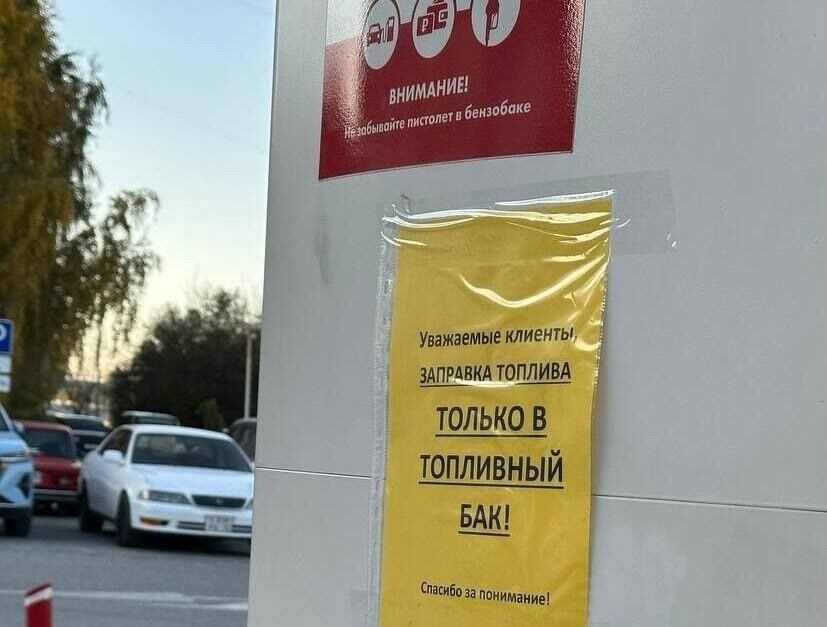 ВНИМАНИЕ!
Не забывайте пистолет в бензобаке
Уважаемые клиенты,
ЗАПРАВКА ТОПЛИВА
ТОЛЬКО В
ТОПЛИВНЫЙ
БАК!
Спасибо за понимание!